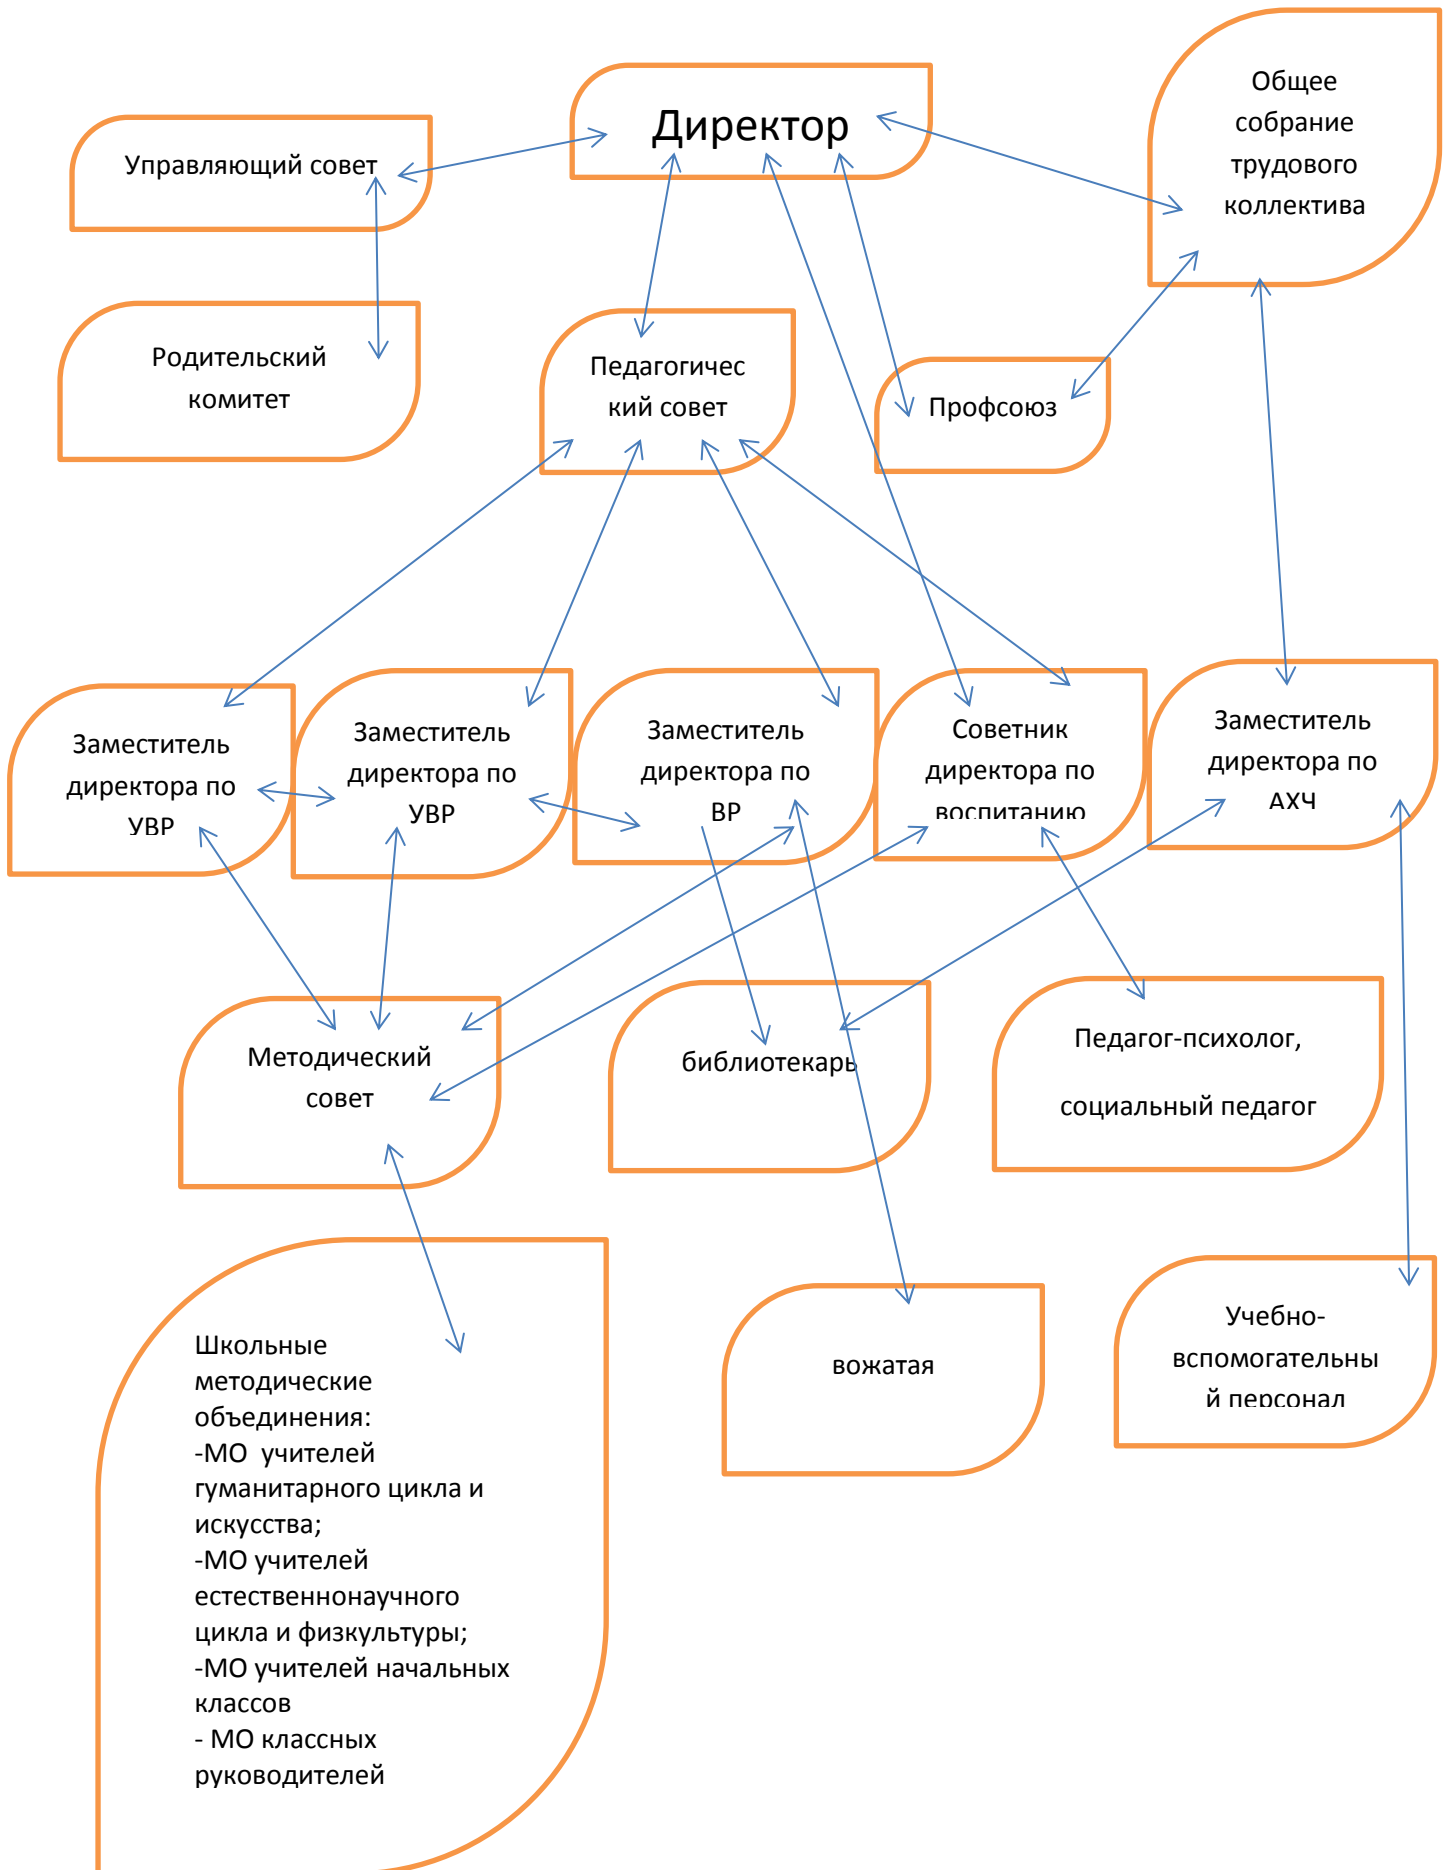 Директор
Общее
собрание
трудового
коллектива
Управляющий совет
Родительский
комитет
Педагогичес
кий совет
Профсоюз
Заместитель
директора по
УВР
Заместитель
директора по
УВР
Заместитель
директора по
ВР
Советник
директора по
воспитанию
Заместитель
директора по
АХЧ
Методический
совет
библиотекарь
Педагог-психолог,
социальный педагог
Школьные
методические
объединения:
-МО  учителей
гуманитарного цикла и
искусства;
-МО учителей
естественнонаучного
цикла и физкультуры;
-МО учителей начальных
классов
- МО классных
руководителей
вожатая
Учебно-
вспомогательны
й персонал